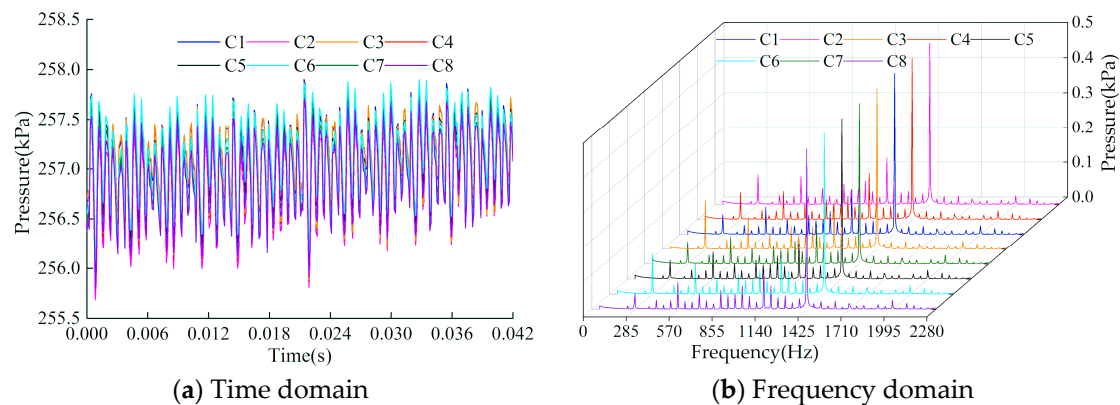 258.5
258.0
257.5
257.0
256.5
256.0
255.5
Pressure(kPa)
C1 C2 C3 C4
C5 C6 C7 C8
0.000 0.006 0.012 0.018 0.024 0.030 0.036 0.042
Time(s)
(a) Time domain
C1 C2 C3 C4 C5
C6 C7 C8
0.5
0.4
0.3
0.2
0.1
0.0
Pressure(kPa)
0 285 570 855 1140 1425 1710 1995 2280
Frequency(Hz)
(b) Frequency domain